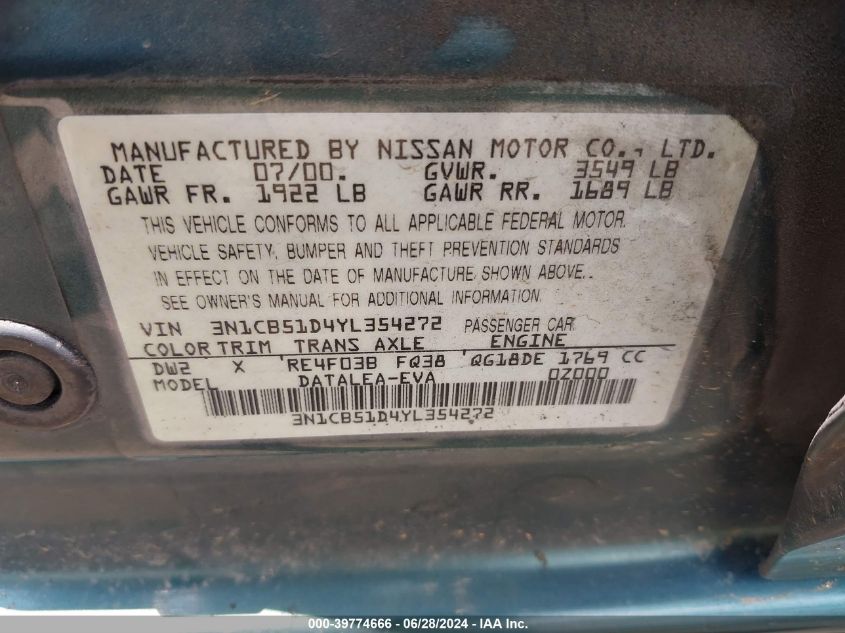 MANUFACTURED BY NISSAN MOTOR CO., LTD.
DATE 07/00. GVWR. 3549 LB
GAWR FR. 1922 LB GAWR RR. 1689 LB
THIS VEHICLE CONFORMS TO ALL APPLICABLE FEDERAL MOTOR.
VEHICLE SAFETY, BUMPER AND THEFT PREVENTION STANDARDS
IN EFFECT ON THE DATE OF MANUFACTURE SHOWN ABOVE.
SEE OWNER'S MANUAL FOR ADDITIONAL INFORMATION.
VIN 3N1CB51D4YL354272 PASSENGER CAR
COLOR TRIM TRANS AXLE ENGINE
DW2 X 'RE4F03B FQ38 'QG18DE 1769 CC
MODEL DATALEA-EVA 0Z000
3N1CB51D4YL354272
000-39774666 / 06/28/2024 - IAA Inc.